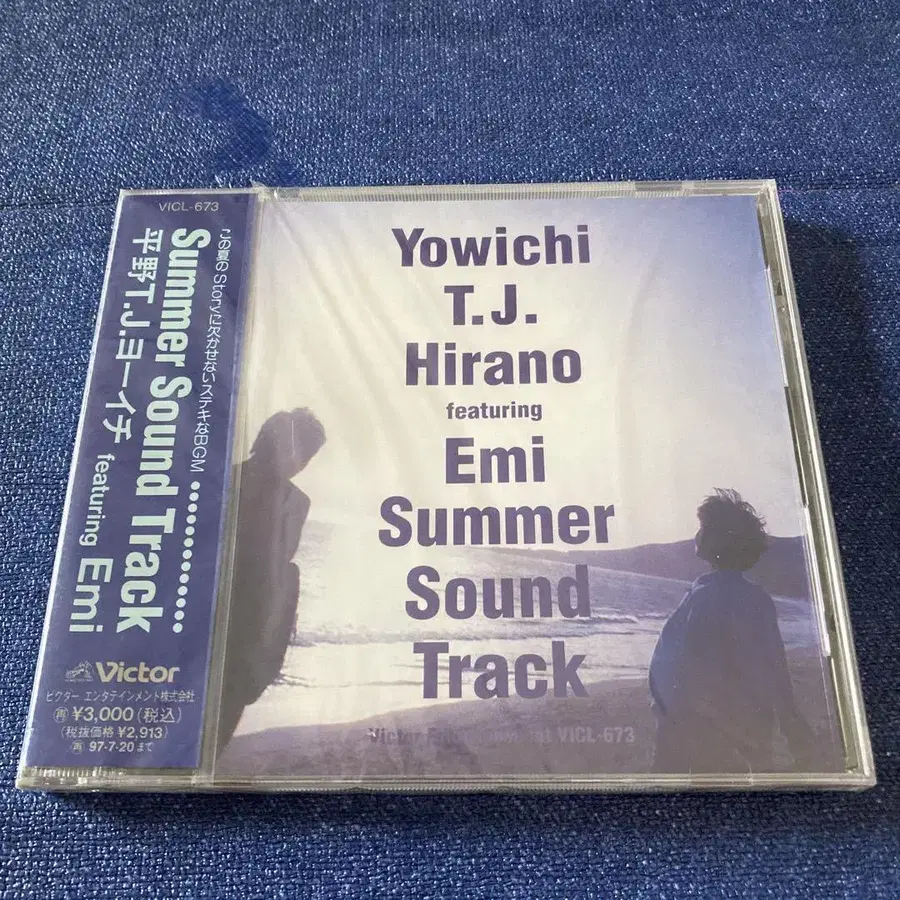 VICL-673
この夏のStoryに欠かせないステキなBGM
Summer Sound Track
平野T.J.ヨーイチ featuring Emi
Victor
ビクター エンタテインメント株式会社
再 ¥3,000(税込)
(税抜価格 ¥2,913)
再 97・7・20まで
Yowichi
T.J.
Hirano
featuring
Emi
Summer
Sound
Track
Victor Entertainment VICL-673